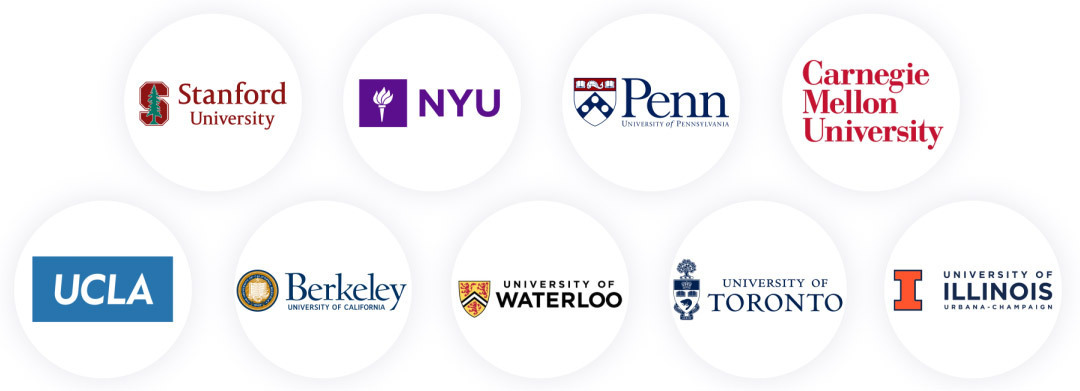 Stanford
University
NYU
Penn
UNIVERSITY of PENNSYLVANIA
Carnegie
Mellon
University
UCLA
Berkeley
UNIVERSITY OF CALIFORNIA
UNIVERSITY OF
WATERLOO
UNIVERSITY OF
TORONTO
UNIVERSITY OF
ILLINOIS
URBANA-CHAMPAIGN